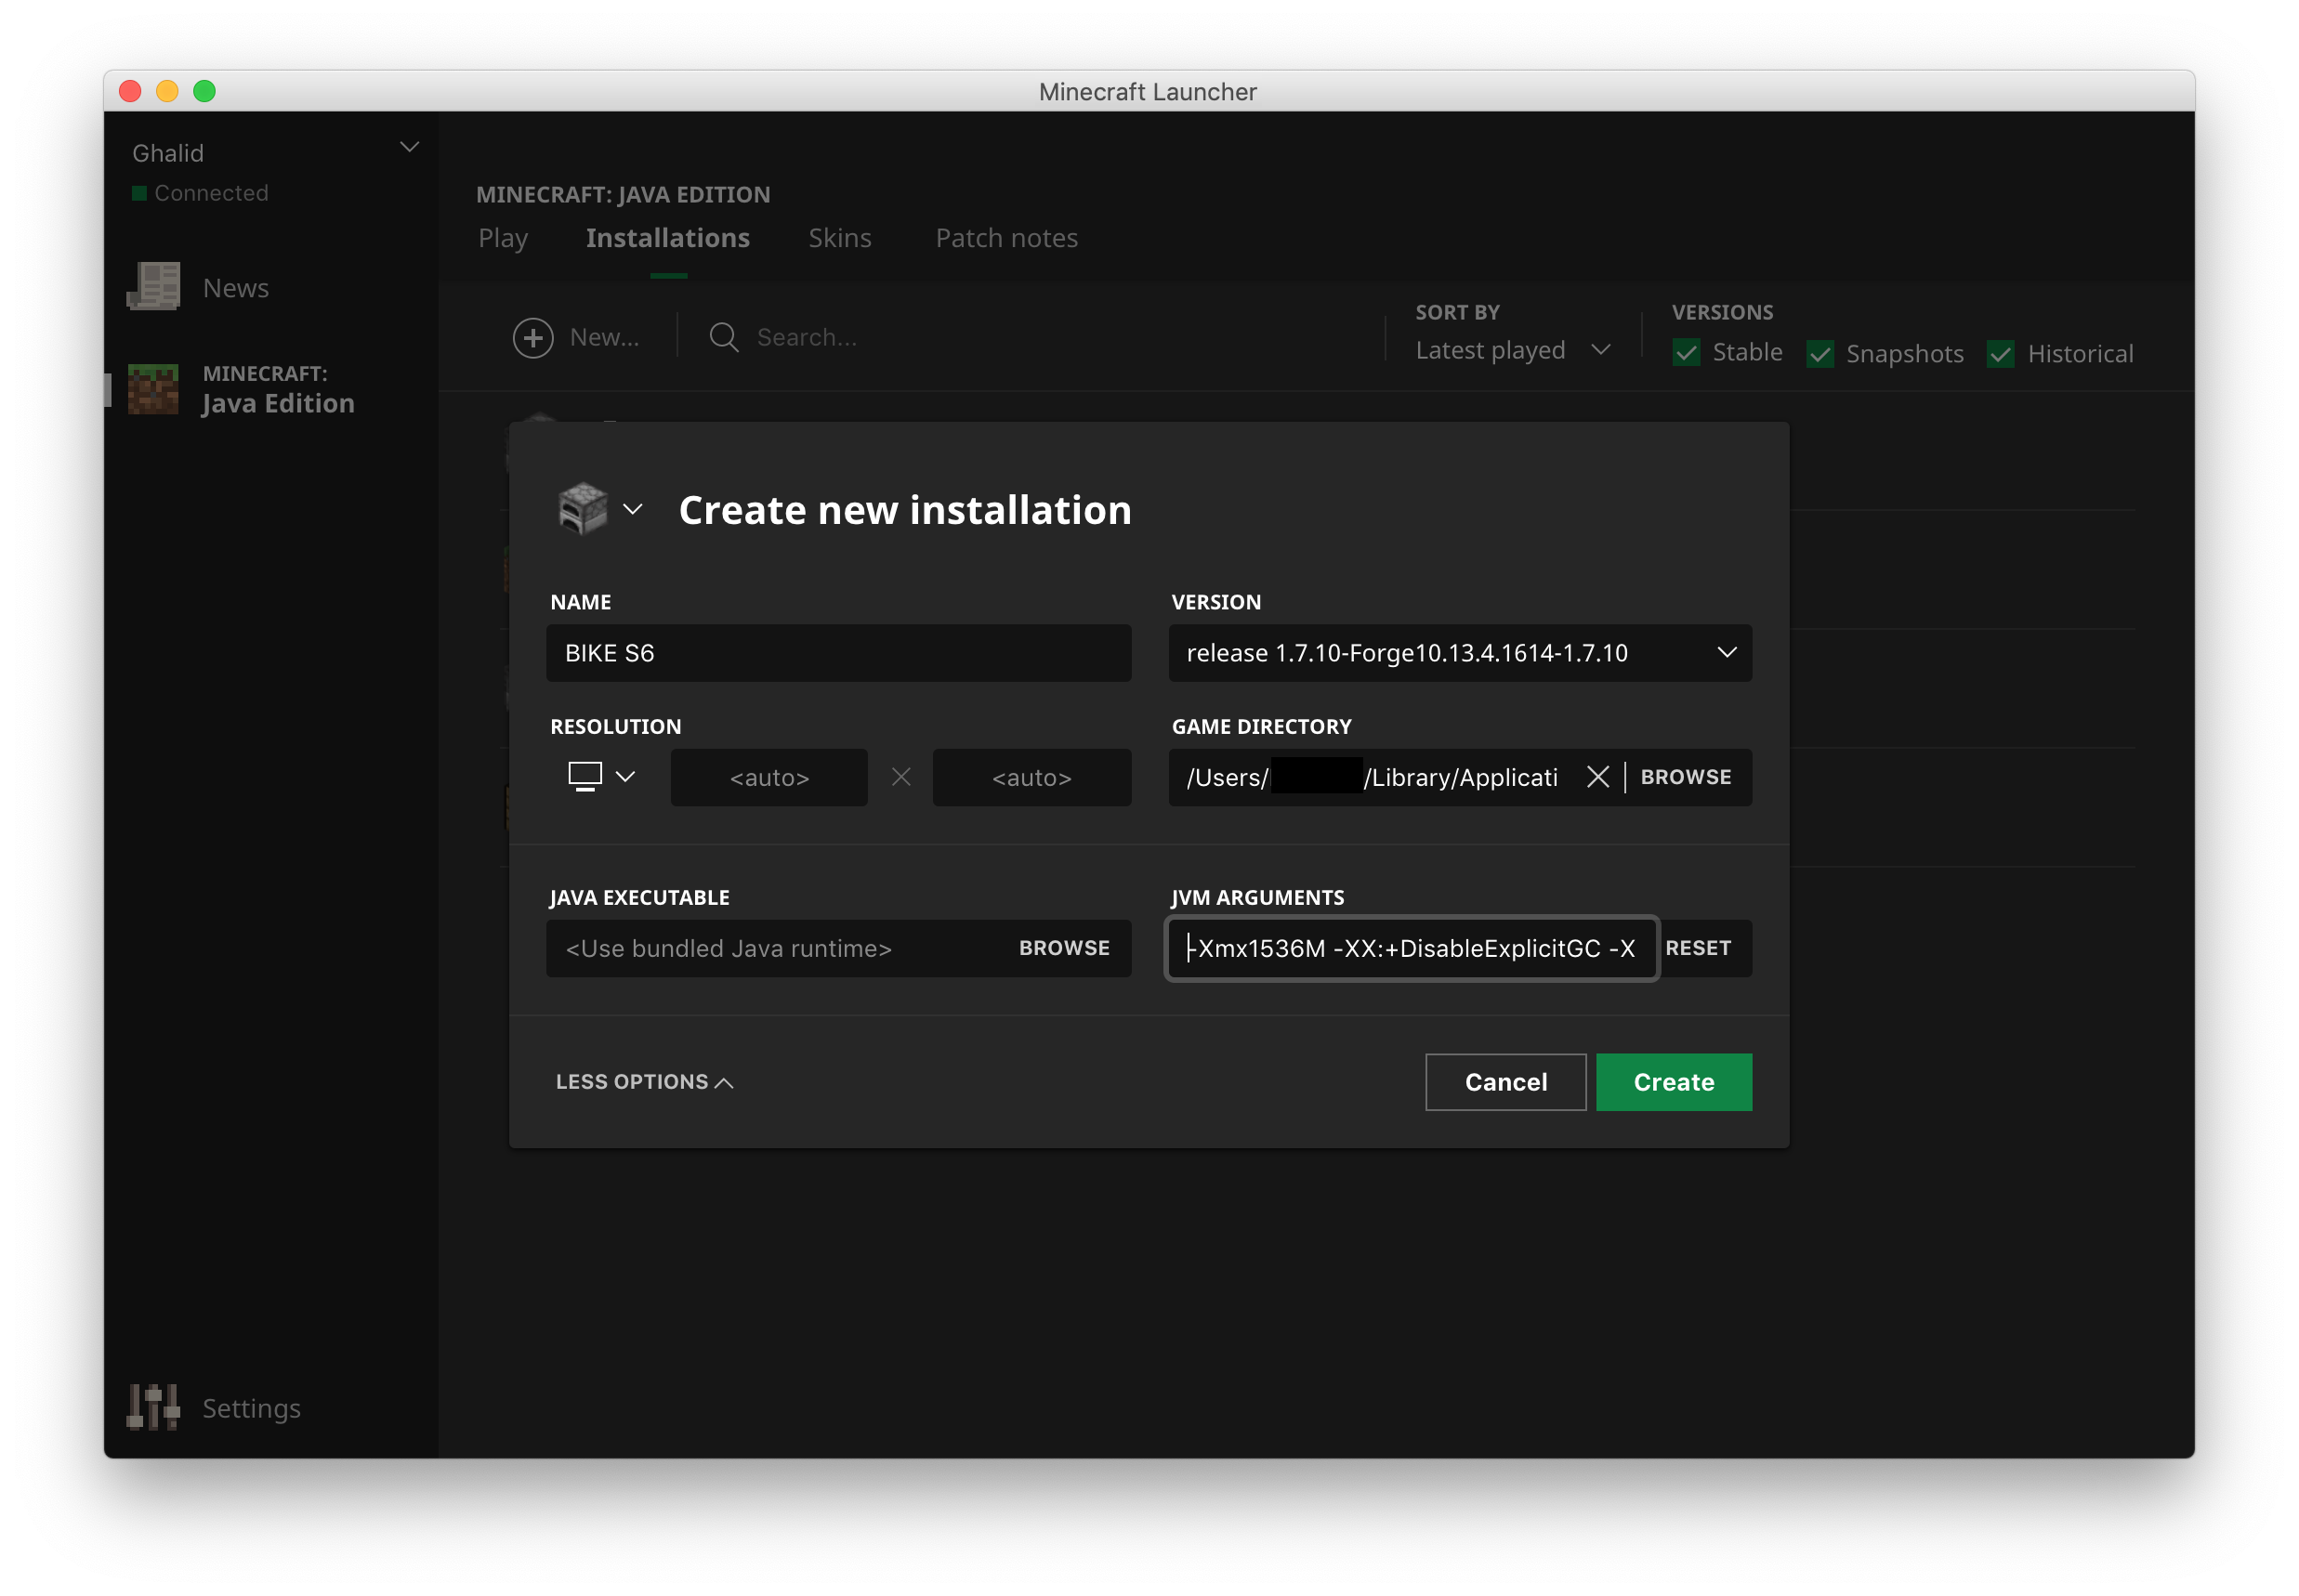 Minecraft Launcher
Ghalid
Connected
News
MINECRAFT:
Java Edition
Settings
MINECRAFT: JAVA EDITION
Play Installations Skins Patch notes
New... Search...
SORT BY
Latest played
VERSIONS
Stable Snapshots Historical
Create new installation
NAME
BIKE S6
VERSION
release 1.7.10-Forge10.13.4.1614-1.7.10
RESOLUTION
<auto> <auto>
GAME DIRECTORY
/Users/ /Library/Applicati BROWSE
JAVA EXECUTABLE
<Use bundled Java runtime> BROWSE
JVM ARGUMENTS
-Xmx1536M -XX:+DisableExplicitGC -X RESET
LESS OPTIONS
Cancel Create